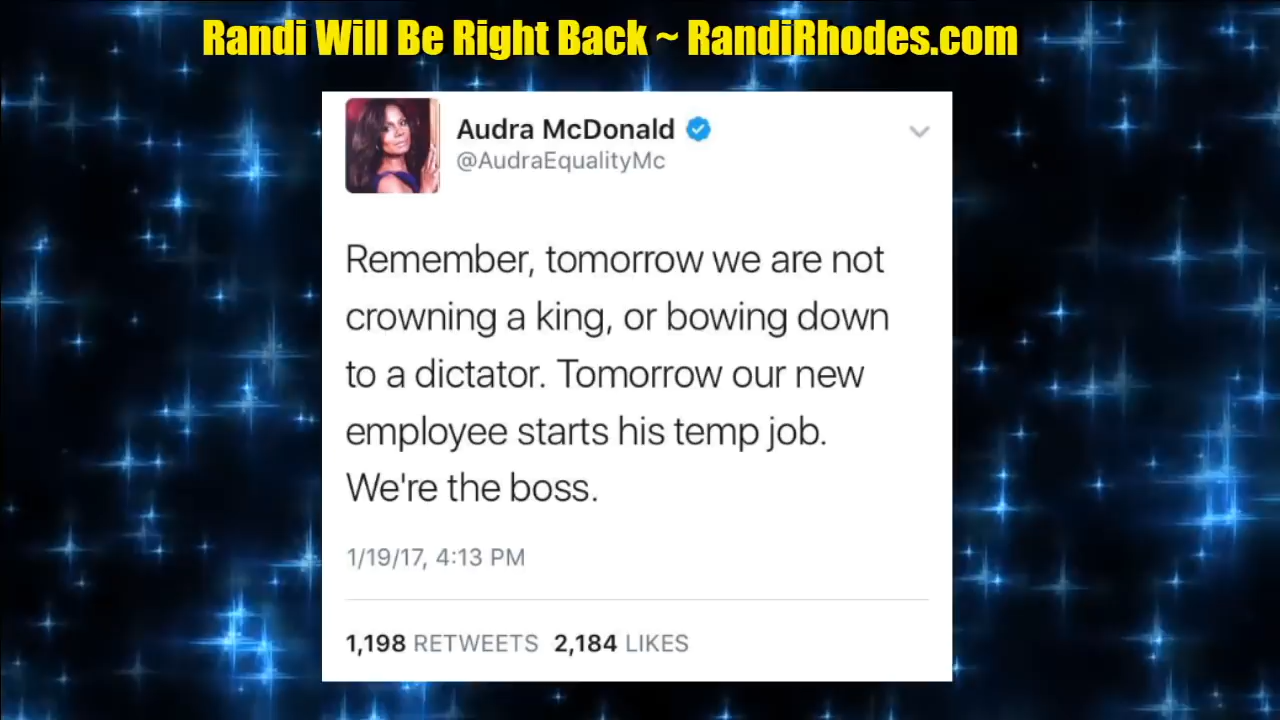 Randi Will Be Right Back ~ RandiRhodes.com
Audra McDonald
@AudraEqualityMc
Remember, tomorrow we are not
crowning a king, or bowing down
to a dictator. Tomorrow our new
employee starts his temp job.
We're the boss.
1/19/17, 4:13 PM
1,198 RETWEETS 2,184 LIKES